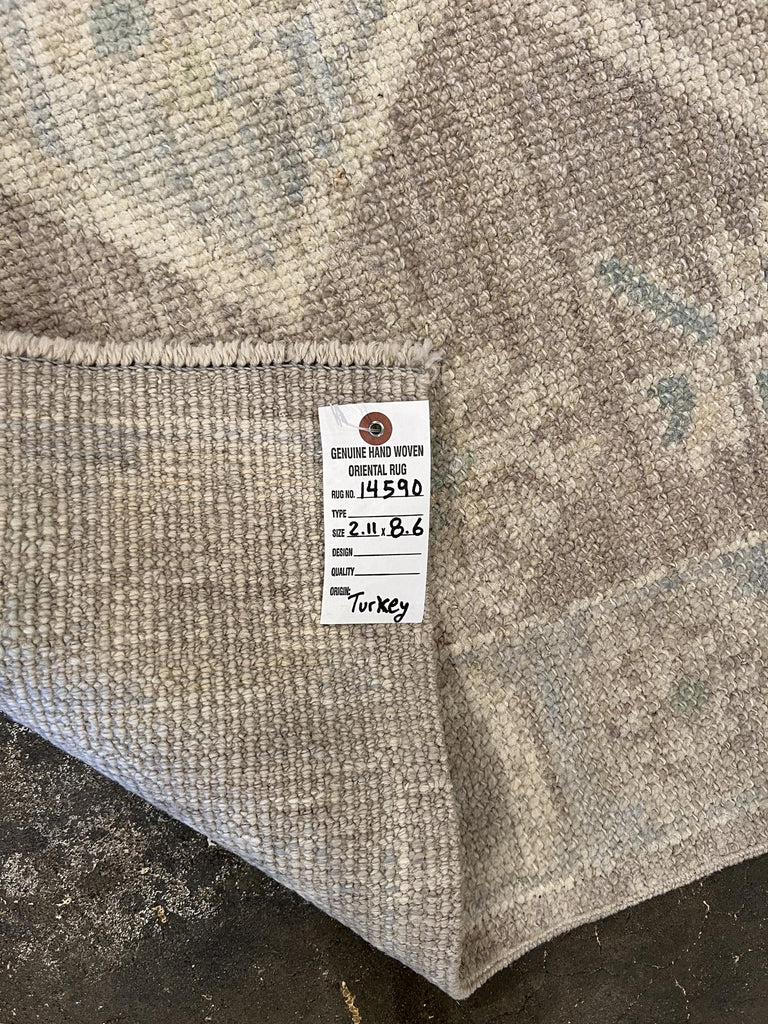 GENUINE HAND WOVEN
ORIENTAL RUG
RUG NO. 14590
TYPE
SIZE 2.11 x 8.6
DESIGN
QUALITY
ORIGIN: Turkey